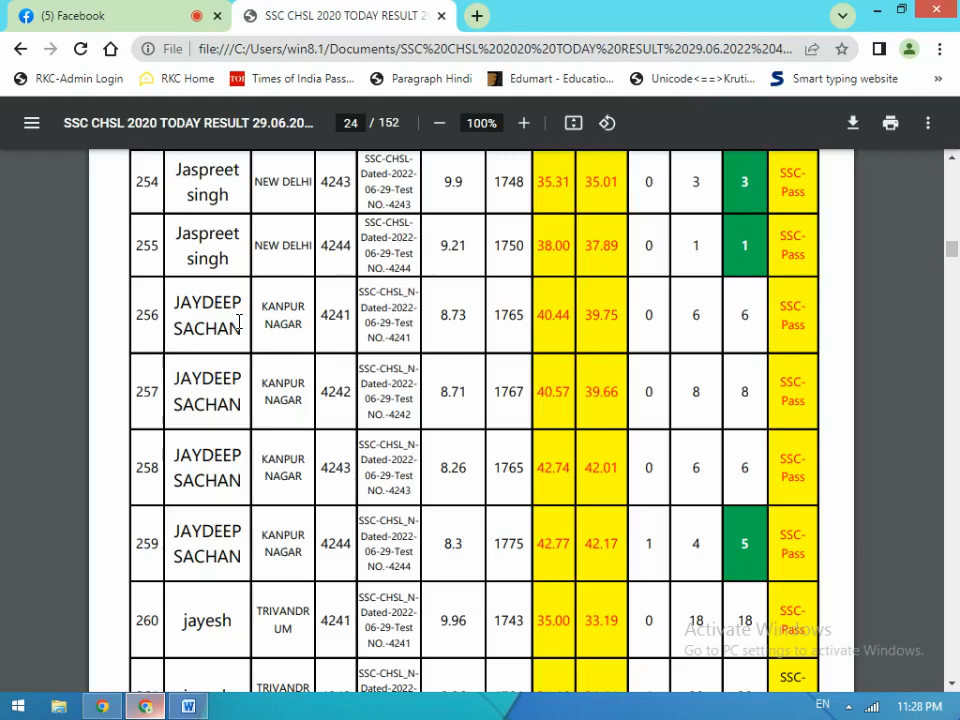 (5) Facebook
SSC CHSL 2020 TODAY RESULT 2
File file:///C:/Users/win8.1/Documents/SSC%20CHSL%202020%20TODAY%20RESULT%2029.06.2022%204...
RKC-Admin Login RKC Home TOI Times of India Pass... Paragraph Hindi Edumart - Educatio... Unicode<==>Kruti... Smart typing website »
SSC CHSL 2020 TODAY RESULT 29.06.20... 24 / 152 100%
254 Jaspreet singh NEW DELHI 4243 SSC-CHSL-Dated-2022-06-29-Test NO.-4243 9.9 1748 35.31 35.01 0 3 3 SSC-Pass
255 Jaspreet singh NEW DELHI 4244 SSC-CHSL-Dated-2022-06-29-Test NO.-4244 9.21 1750 38.00 37.89 0 1 1 SSC-Pass
256 JAYDEEP SACHAN KANPUR NAGAR 4241 SSC-CHSL_N-Dated-2022-06-29-Test NO.-4241 8.73 1765 40.44 39.75 0 6 6 SSC-Pass
257 JAYDEEP SACHAN KANPUR NAGAR 4242 SSC-CHSL_N-Dated-2022-06-29-Test NO.-4242 8.71 1767 40.57 39.66 0 8 8 SSC-Pass
258 JAYDEEP SACHAN KANPUR NAGAR 4243 SSC-CHSL_N-Dated-2022-06-29-Test NO.-4243 8.26 1765 42.74 42.01 0 6 6 SSC-Pass
259 JAYDEEP SACHAN KANPUR NAGAR 4244 SSC-CHSL_N-Dated-2022-06-29-Test NO.-4244 8.3 1775 42.77 42.17 1 4 5 SSC-Pass
260 jayesh TRIVANDRUM 4241 SSC-CHSL_N-Dated-2022-06-29-Test NO.-4241 9.96 1743 35.00 33.19 0 18 18 SSC-Pass
SSC-CHSL_N-Dated-2022- SSC-
Activate Windows
Go to PC settings to activate Windows.
EN 11:28 PM